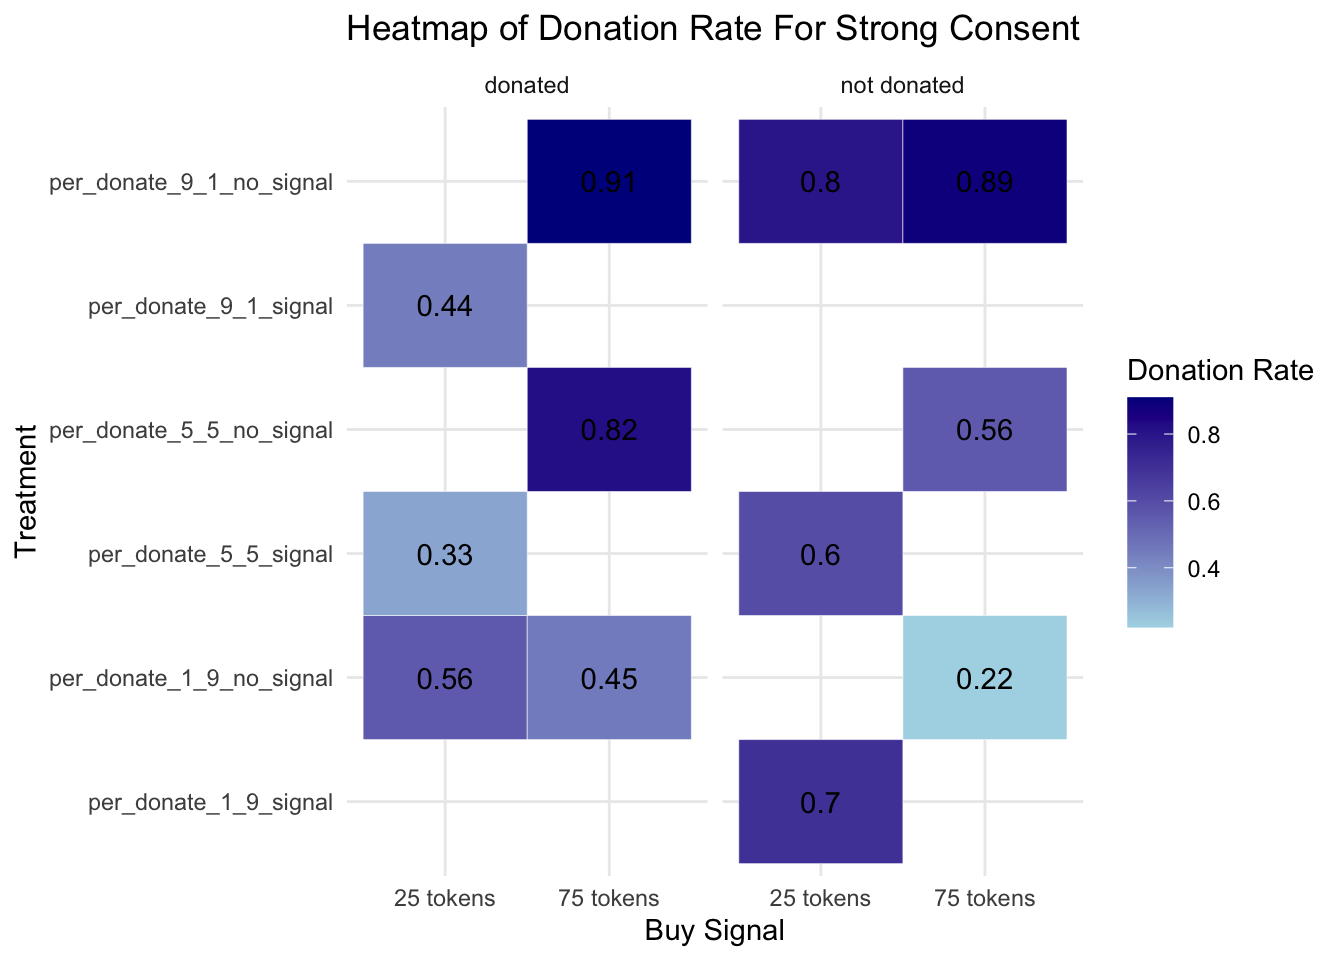 Heatmap of Donation Rate For Strong Consent
donated not donated
per_donate_9_1_no_signal 0.91 0.8 0.89
per_donate_9_1_signal 0.44
Donation Rate
per_donate_5_5_no_signal 0.82 0.56 0.8
0.6
per_donate_5_5_signal 0.33 0.6 0.4
per_donate_1_9_no_signal 0.56 0.45 0.22
per_donate_1_9_signal 0.7
Treatment
25 tokens 75 tokens 25 tokens 75 tokens
Buy Signal